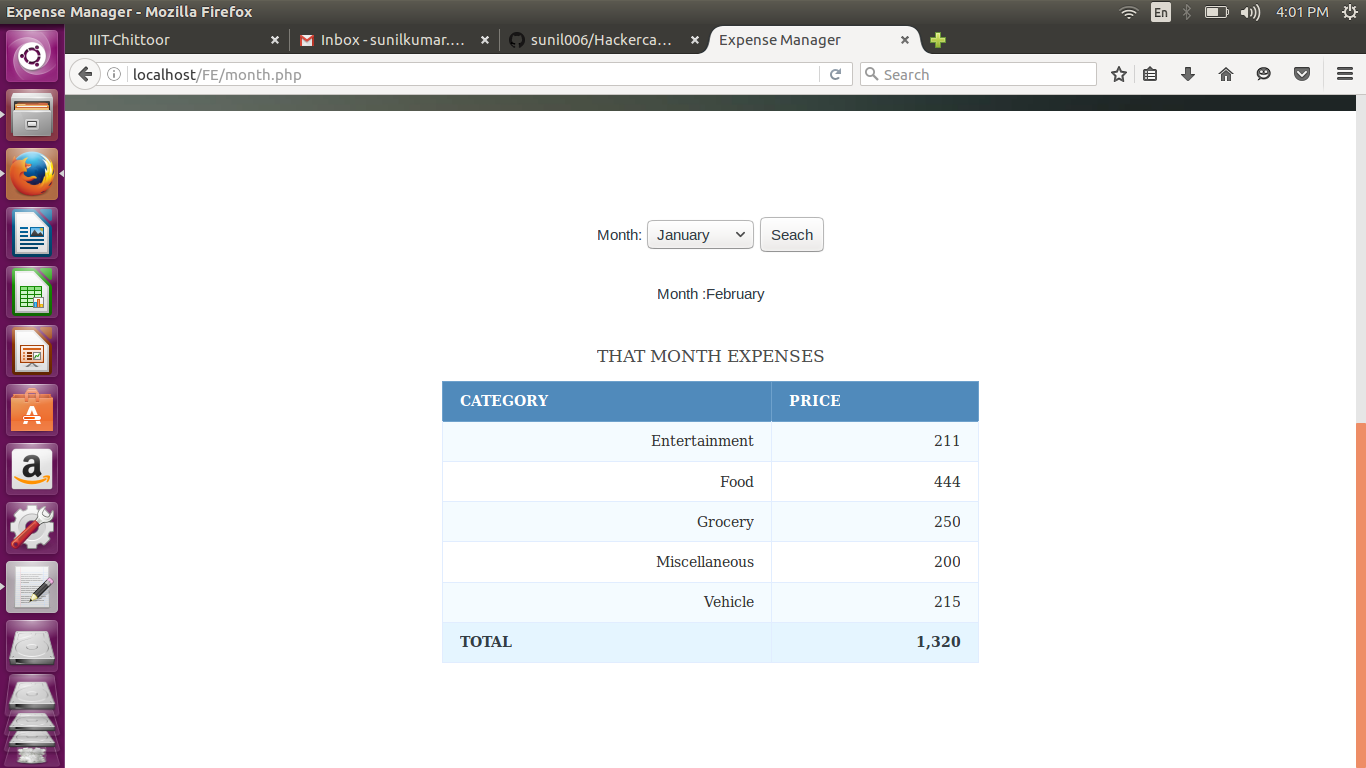 Expense Manager - Mozilla Firefox
En
4:01 PM
IIIT-Chittoor
Inbox - sunilkumar....
sunil006/Hackerca...
Expense Manager
localhost/FE/month.php
Search
Month: January Seach
Month :February
THAT MONTH EXPENSES
CATEGORY PRICE
Entertainment 211
Food 444
Grocery 250
Miscellaneous 200
Vehicle 215
TOTAL 1,320